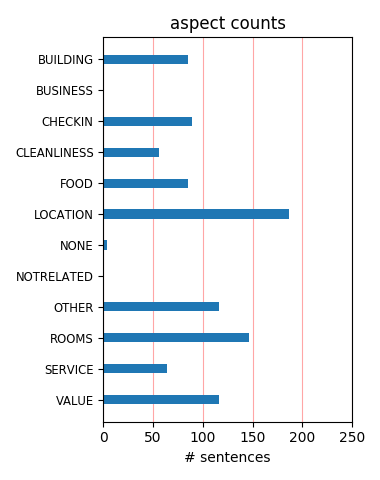 aspect counts
BUILDING
BUSINESS
CHECKIN
CLEANLINESS
FOOD
LOCATION
NONE
NOTRELATED
OTHER
ROOMS
SERVICE
VALUE
0 50 100 150 200 250
# sentences